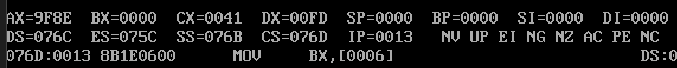 AX=9F8E  BX=0000  CX=0041  DX=00FD  SP=0000  BP=0000  SI=0000  DI=0000
DS=076C  ES=075C  SS=076B  CS=076D  IP=0013   NV UP EI NG NZ AC PE NC
076D:0013 8B1E0600      MOV     BX,[0006]                          DS:0